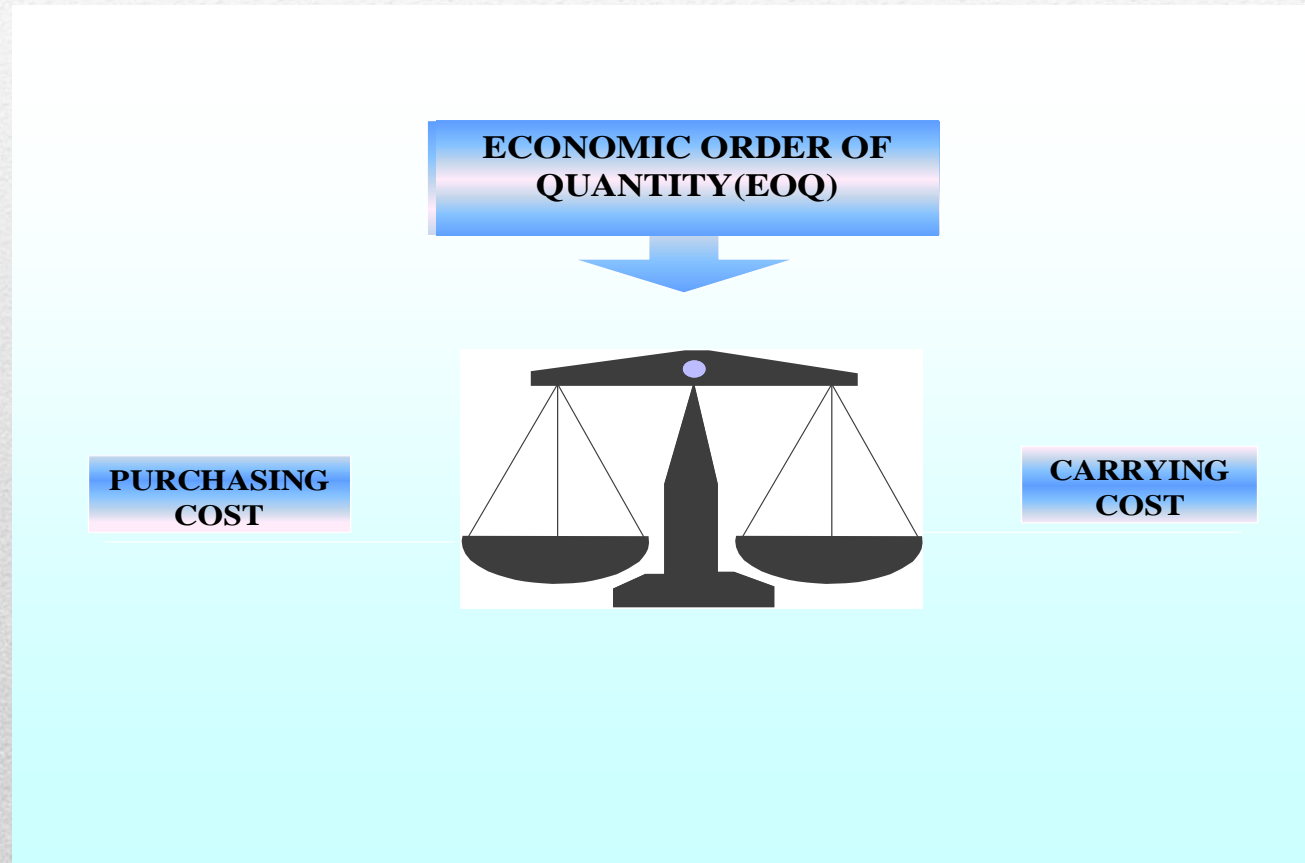 ECONOMIC ORDER OF
QUANTITY(EOQ)
PURCHASING
COST
CARRYING
COST